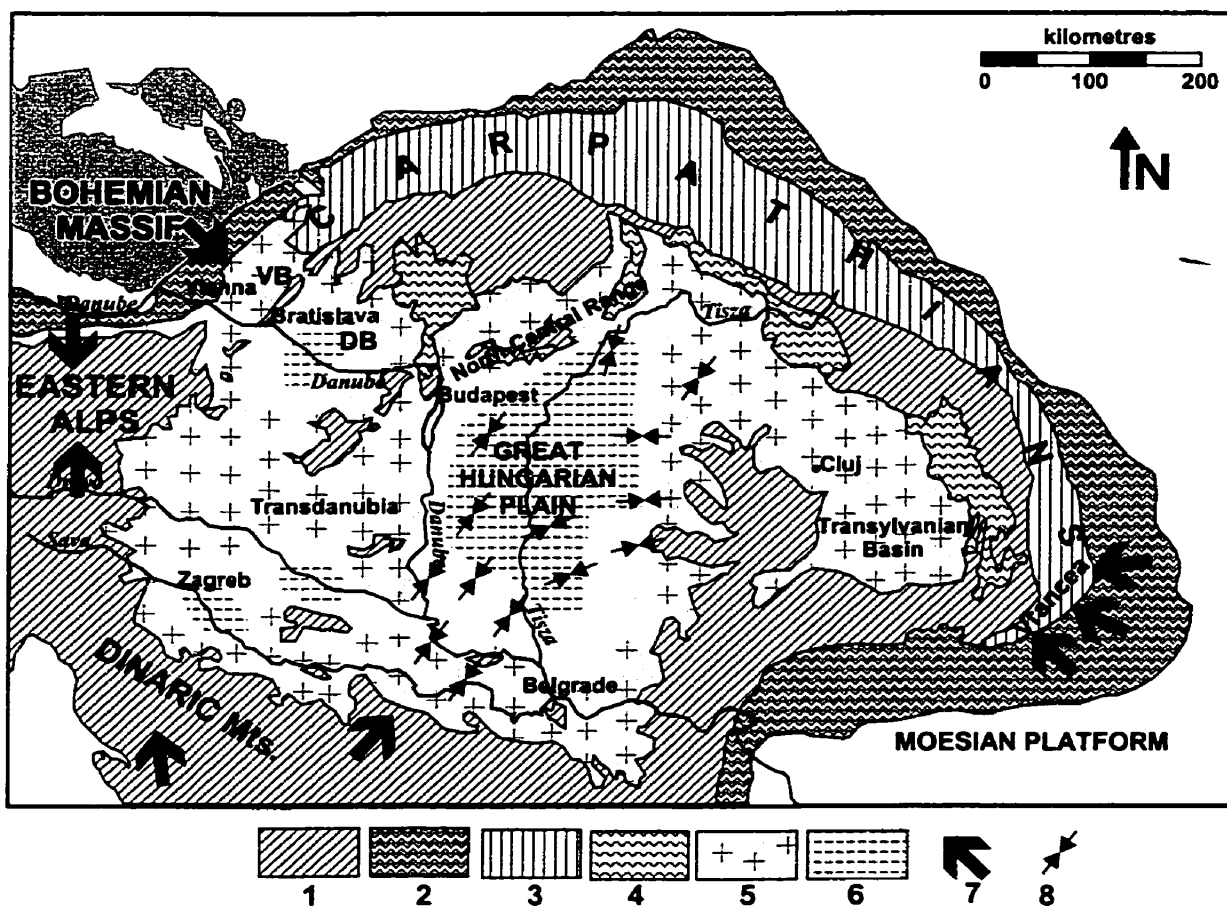 kilometres
0 100 200
N
BOHEMIAN
MASSIF
CARPATHIANS
Vienna
VB
Danube
Bratislava
DB
Danube
North Central Range
Tisza
EASTERN
ALPS
Budapest
GREAT
HUNGARIAN
PLAIN
Cluj
Transdanubia
Danube
Transylvanian
Basin
Sava
Zagreb
Tisza
Vrancea
DINARIC Mts.
Belgrade
MOESIAN PLATFORM
1 2 3 4 5 6 7 8